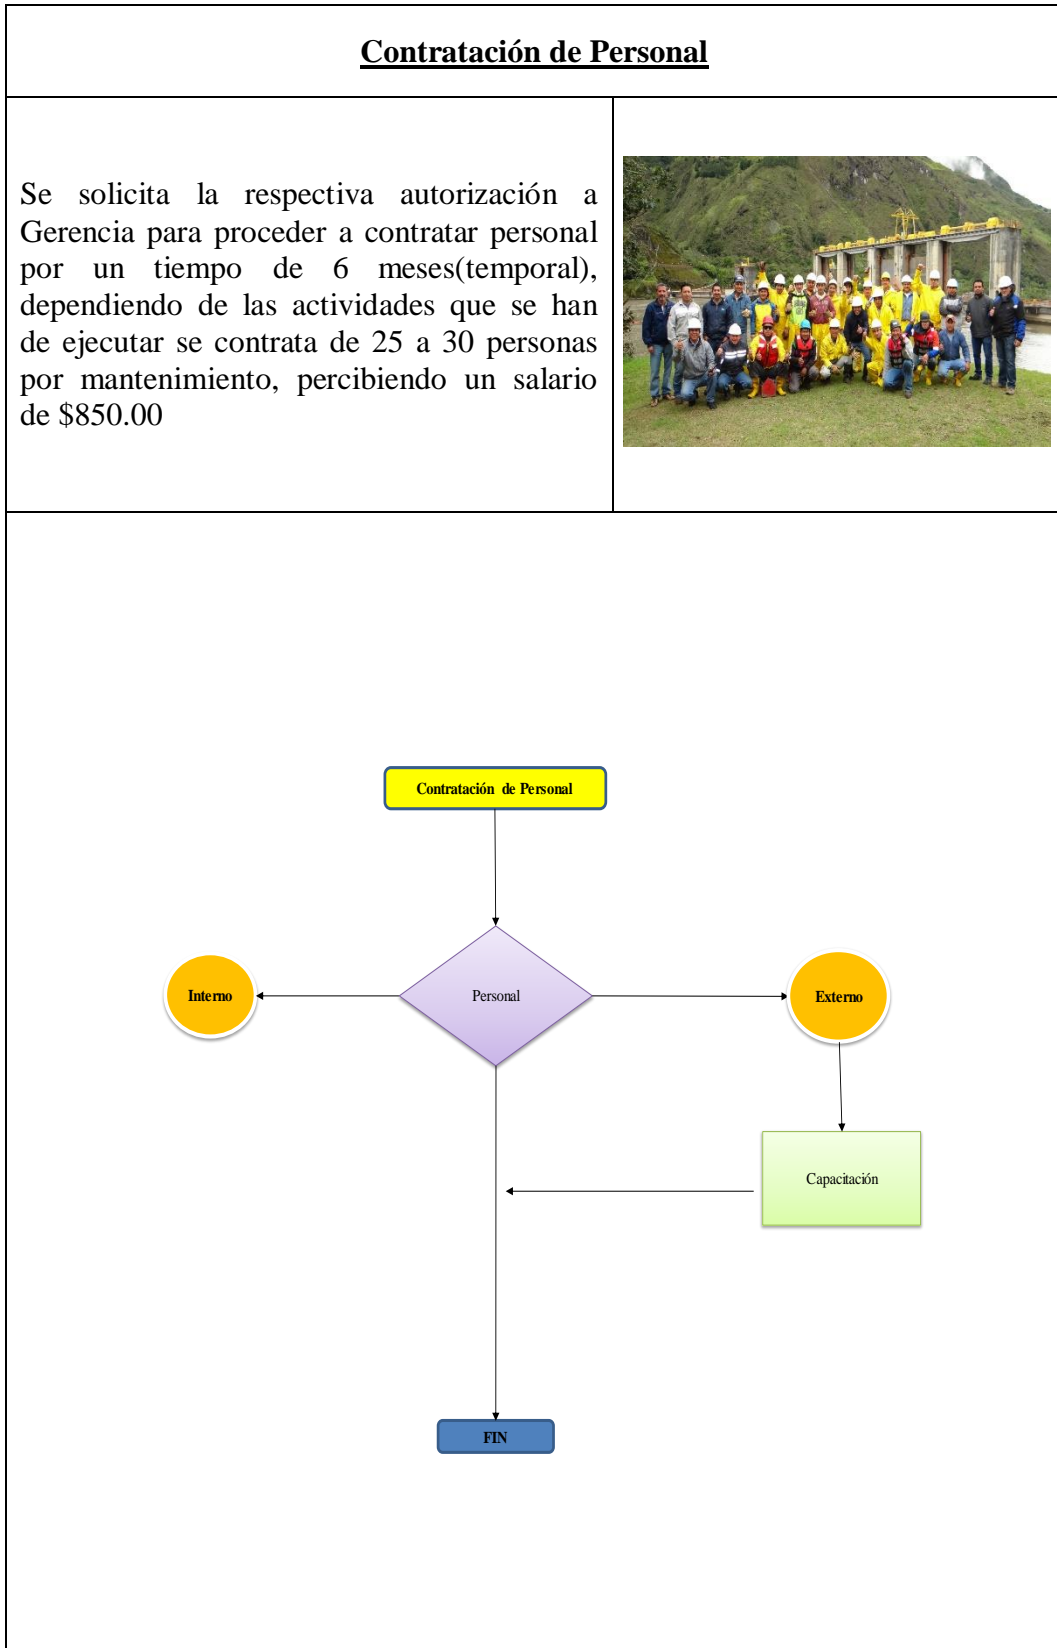 Contratación de Personal
Se solicita la respectiva autorización a
Gerencia para proceder a contratar personal
por un tiempo de 6 meses(temporal),
dependiendo de las actividades que se han
de ejecutar se contrata de 25 a 30 personas
por mantenimiento, percibiendo un salario
de $850.00
Contratación de Personal
Interno
Personal
Externo
Capacitación
FIN